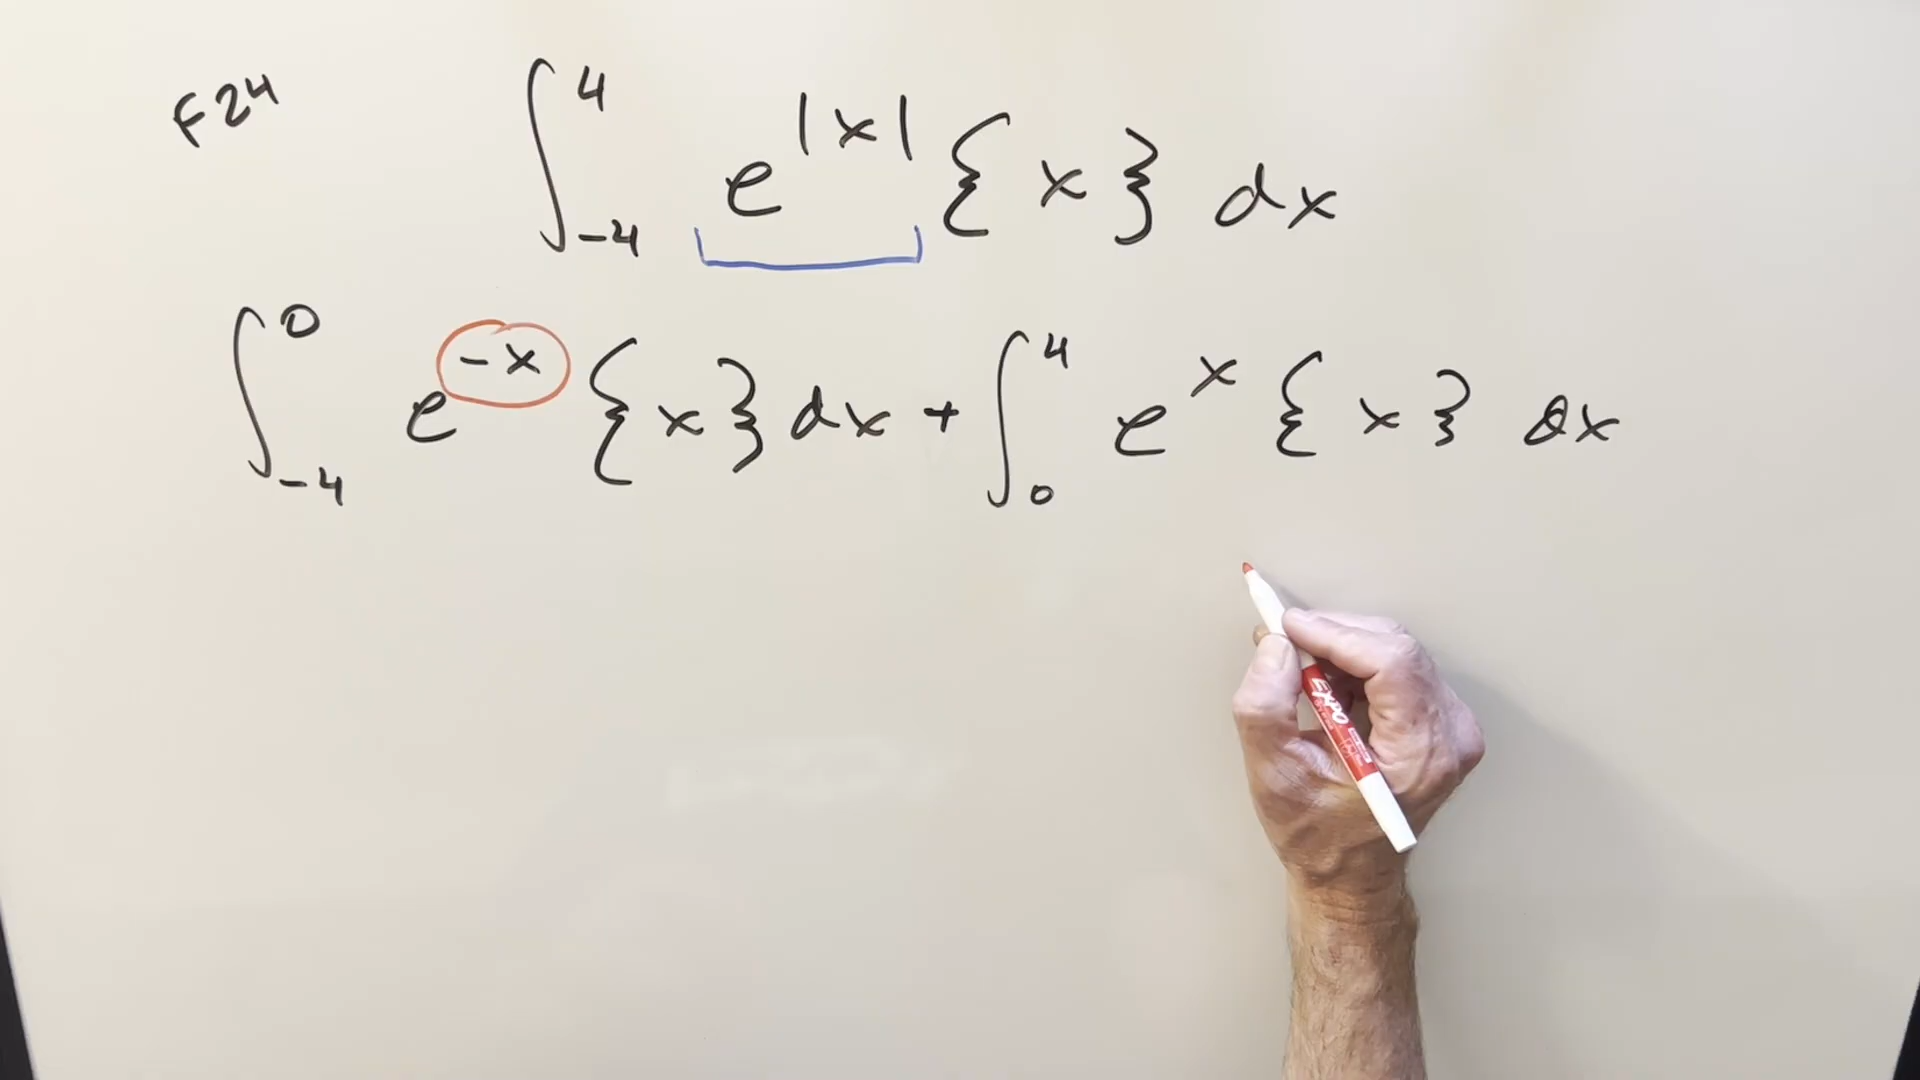 F24 ∫_{-4}^{4} e^{|x|} {x} dx
∫_{-4}^{0} e^{-x} {x} dx + ∫_{0}^{4} e^{x} {x} dx
EXPO